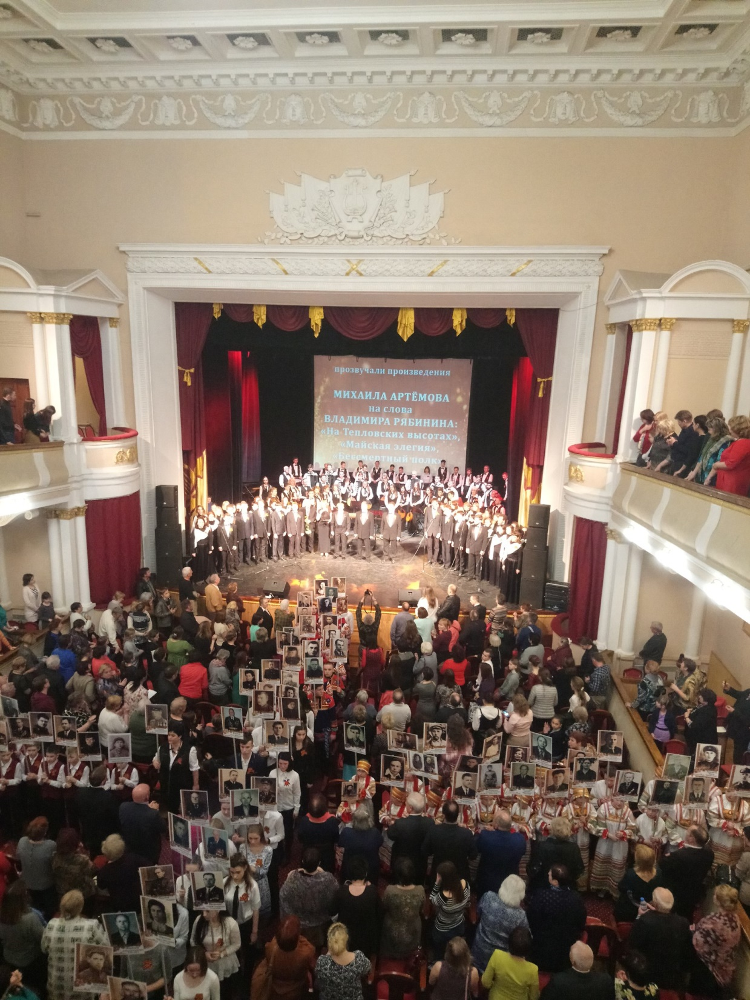 прозвучали произведения
МИХАИЛА АРТЁМОВА
на слова
ВЛАДИМИРА РЯБИНИНА:
«На Тепловских высотах»,
«Майская элегия»,
«Бессмертный полк»